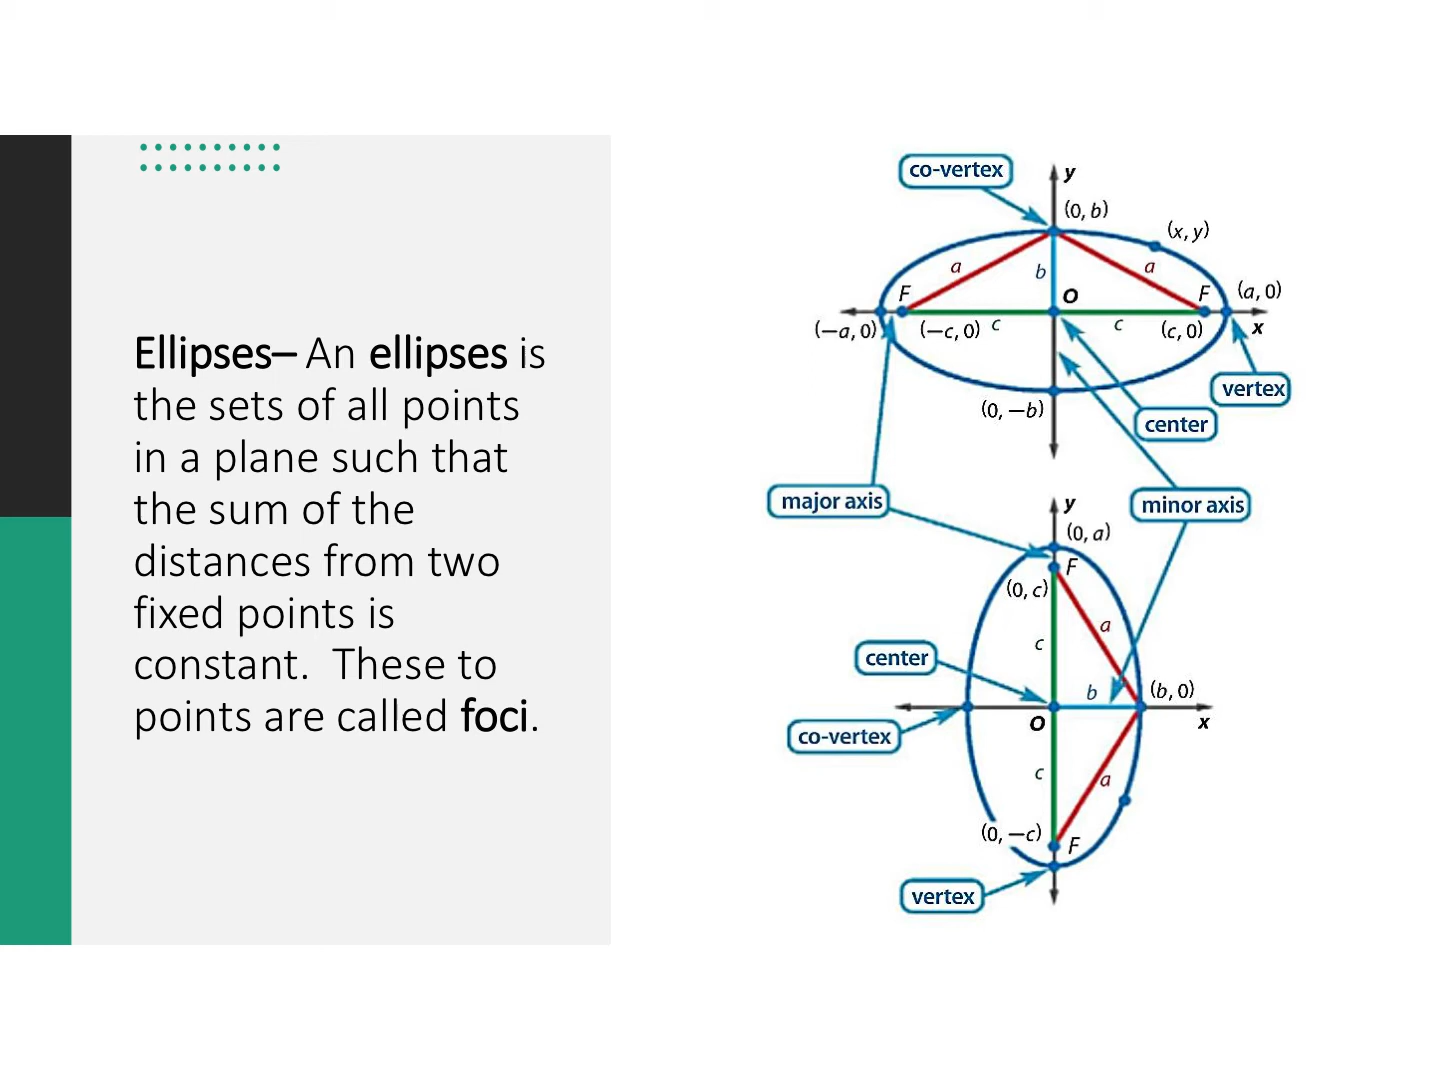 Ellipses– An ellipses is
the sets of all points
in a plane such that
the sum of the
distances from two
fixed points is
constant.  These to
points are called foci.
co-vertex
y
(0, b)
(x, y)
a
b
a
F
O
F
(a, 0)
(−a, 0)
(−c, 0)
c
c
(c, 0)
x
vertex
(0, −b)
center
major axis
minor axis
y
(0, a)
F
(0, c)
a
c
center
b
(b, 0)
O
x
co-vertex
c
a
(0, −c)
F
vertex